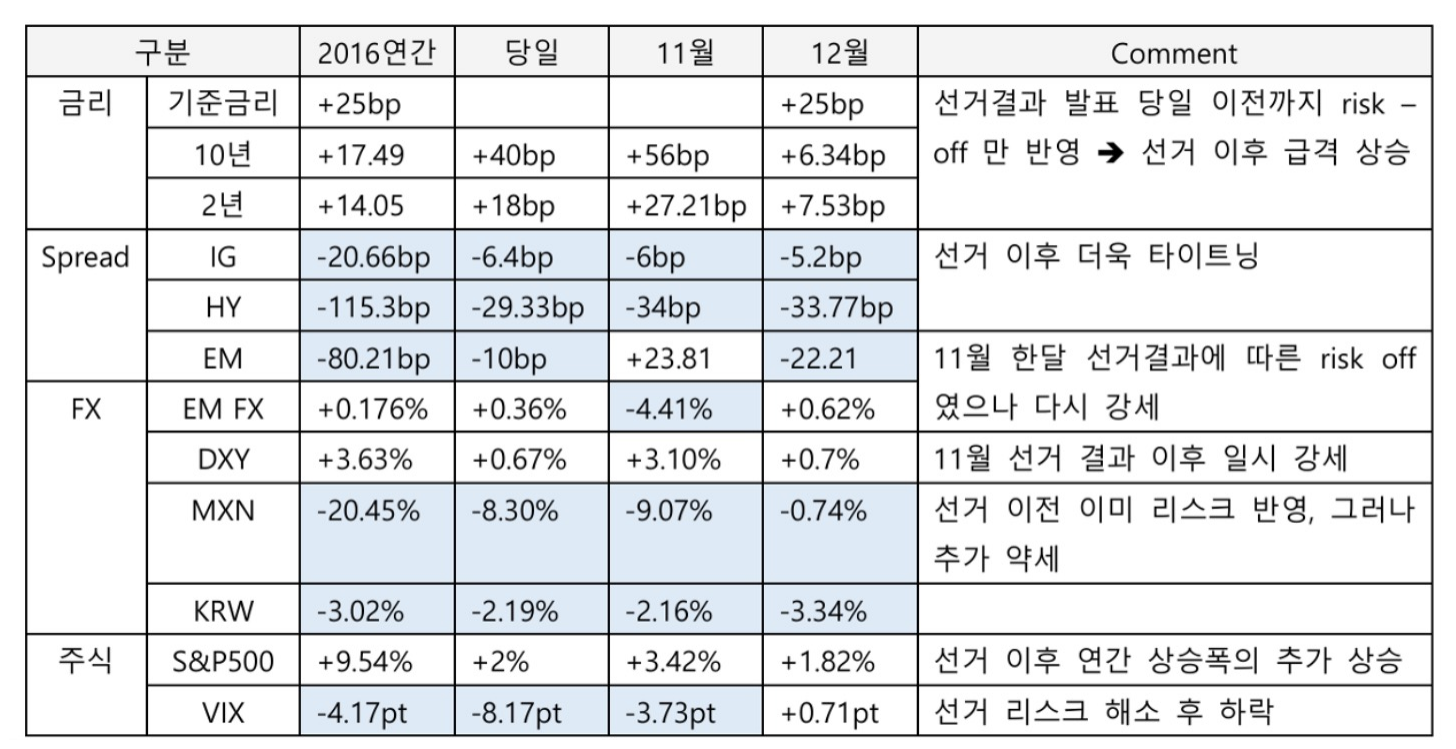 구분 2016연간 당일 11월 12월 Comment
금리 기준금리 +25bp +25bp 선거결과 발표 당일 이전까지 risk –
10년 +17.49 +40bp +56bp +6.34bp off 만 반영 ➔ 선거 이후 급격 상승
2년 +14.05 +18bp +27.21bp +7.53bp
Spread IG -20.66bp -6.4bp -6bp -5.2bp 선거 이후 더욱 타이트닝
HY -115.3bp -29.33bp -34bp -33.77bp
EM -80.21bp -10bp +23.81 -22.21 11월 한달 선거결과에 따른 risk off
FX EM FX +0.176% +0.36% -4.41% +0.62% 였으나 다시 강세
DXY +3.63% +0.67% +3.10% +0.7% 11월 선거 결과 이후 일시 강세
MXN -20.45% -8.30% -9.07% -0.74% 선거 이전 이미 리스크 반영, 그러나
추가 약세
KRW -3.02% -2.19% -2.16% -3.34%
주식 S&P500 +9.54% +2% +3.42% +1.82% 선거 이후 연간 상승폭의 추가 상승
VIX -4.17pt -8.17pt -3.73pt +0.71pt 선거 리스크 해소 후 하락